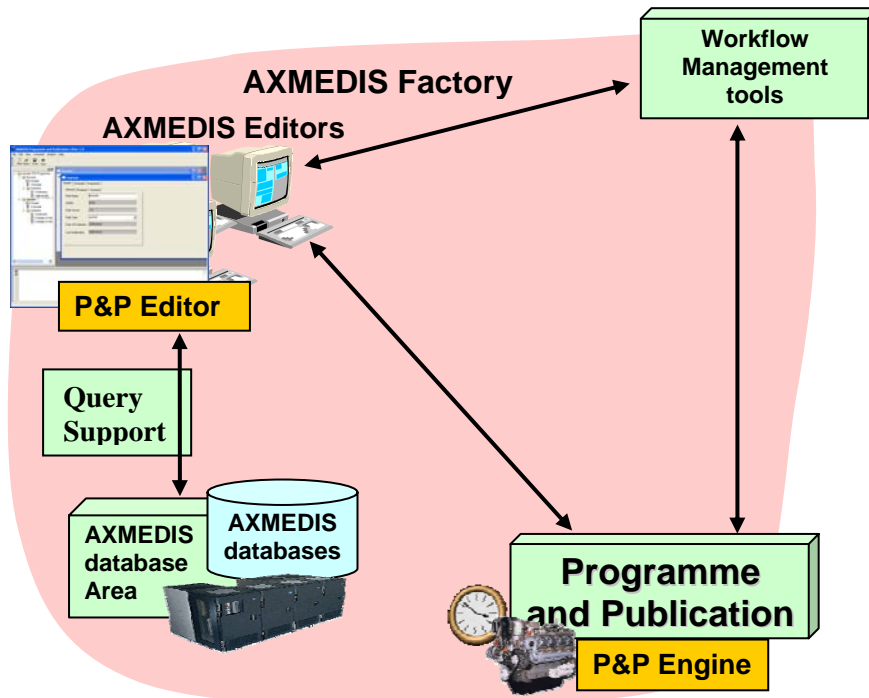 Workflow
Management
tools
AXMEDIS Factory
AXMEDIS Editors
P&P Editor
Query
Support
AXMEDIS
database
Area
AXMEDIS
databases
Programme
and Publication
P&P Engine